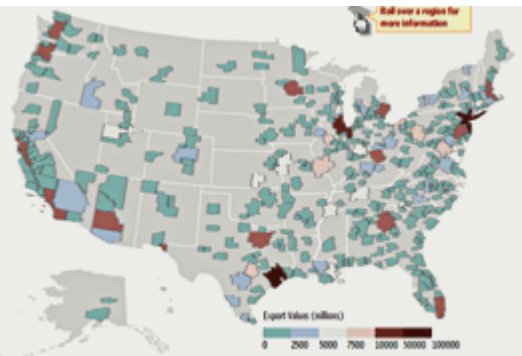 Roll over a region for
more information
Export Values (millions)
0 2500 5000 7500 10000 50000 100000